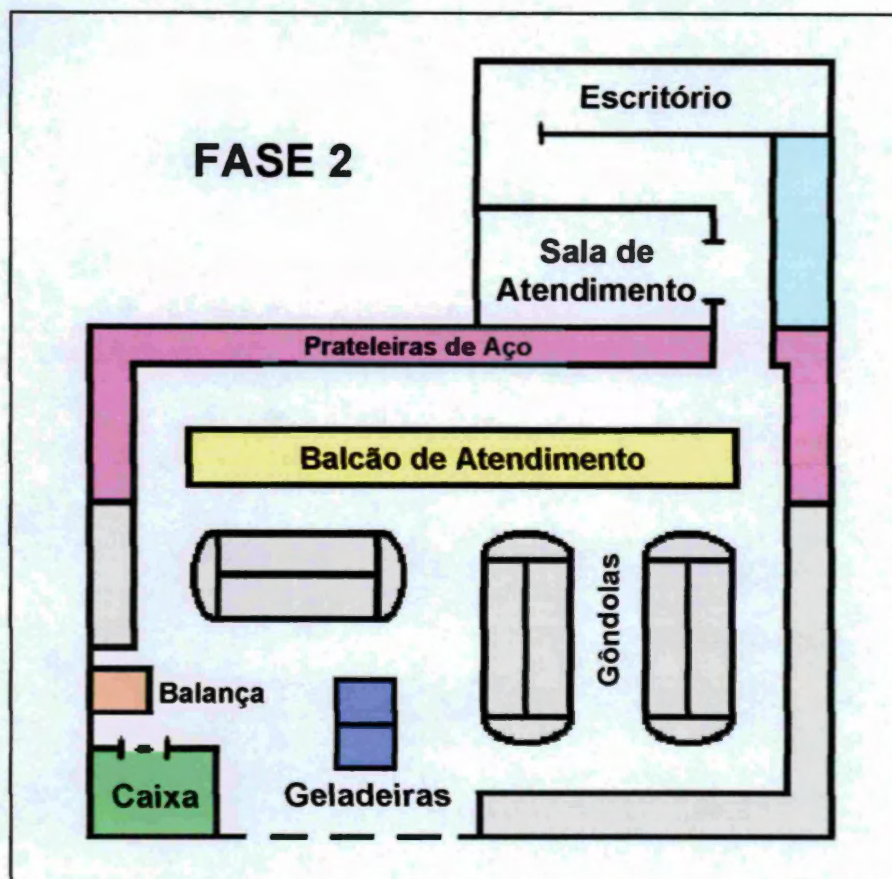 Escritório
FASE 2
Sala de
Atendimento
Prateleiras de Aço
Balcão de Atendimento
Gôndolas
Balança
Geladeiras
Caixa